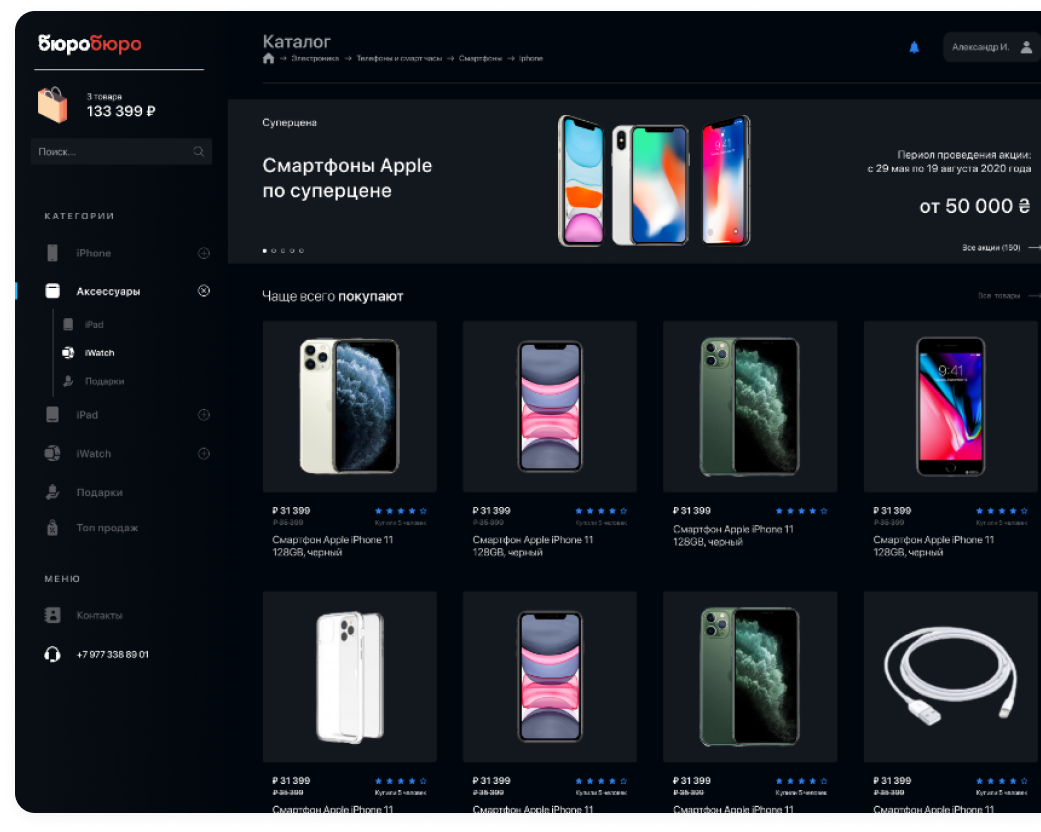 бюробюро
3 товара
133 399 ₽
Поиск...
КАТЕГОРИИ
iPhone
Аксессуары
iPad
iWatch
Подарки
iPad
iWatch
Подарки
Топ продаж
МЕНЮ
Контакты
+7 977 338 89 01
Каталог
→ Электроника → Телефоны и смарт часы → Смартфоны → Iphone
Александр И.
Суперцена
Смартфоны Apple
по суперцене
Период проведения акции:
с 29 мая по 19 августа 2020 года
от 50 000 ₴
Все акции (150) →
Чаще всего покупают
Все товары →
₽ 31 399
₽ 35 399 Купили 5 человек
Смартфон Apple iPhone 11
128GB, черный
₽ 31 399
₽ 35 399 Купили 5 человек
Смартфон Apple iPhone 11
128GB, черный
₽ 31 399
Смартфон Apple iPhone 11
128GB, черный
9:41
₽ 31 399
₽ 35 399 Купили 5 человек
Смартфон Apple iPhone 11
128GB, черный
₽ 31 399
₽ 35 399 Купили 5 человек
Смартфон Apple iPhone 11
₽ 31 399
₽ 35 399 Купили 5 человек
Смартфон Apple iPhone 11
₽ 31 399
₽ 35 399 Купили 5 человек
Смартфон Apple iPhone 11
₽ 31 399
₽ 35 399 Купили 5 человек
Смартфон Apple iPhone 11